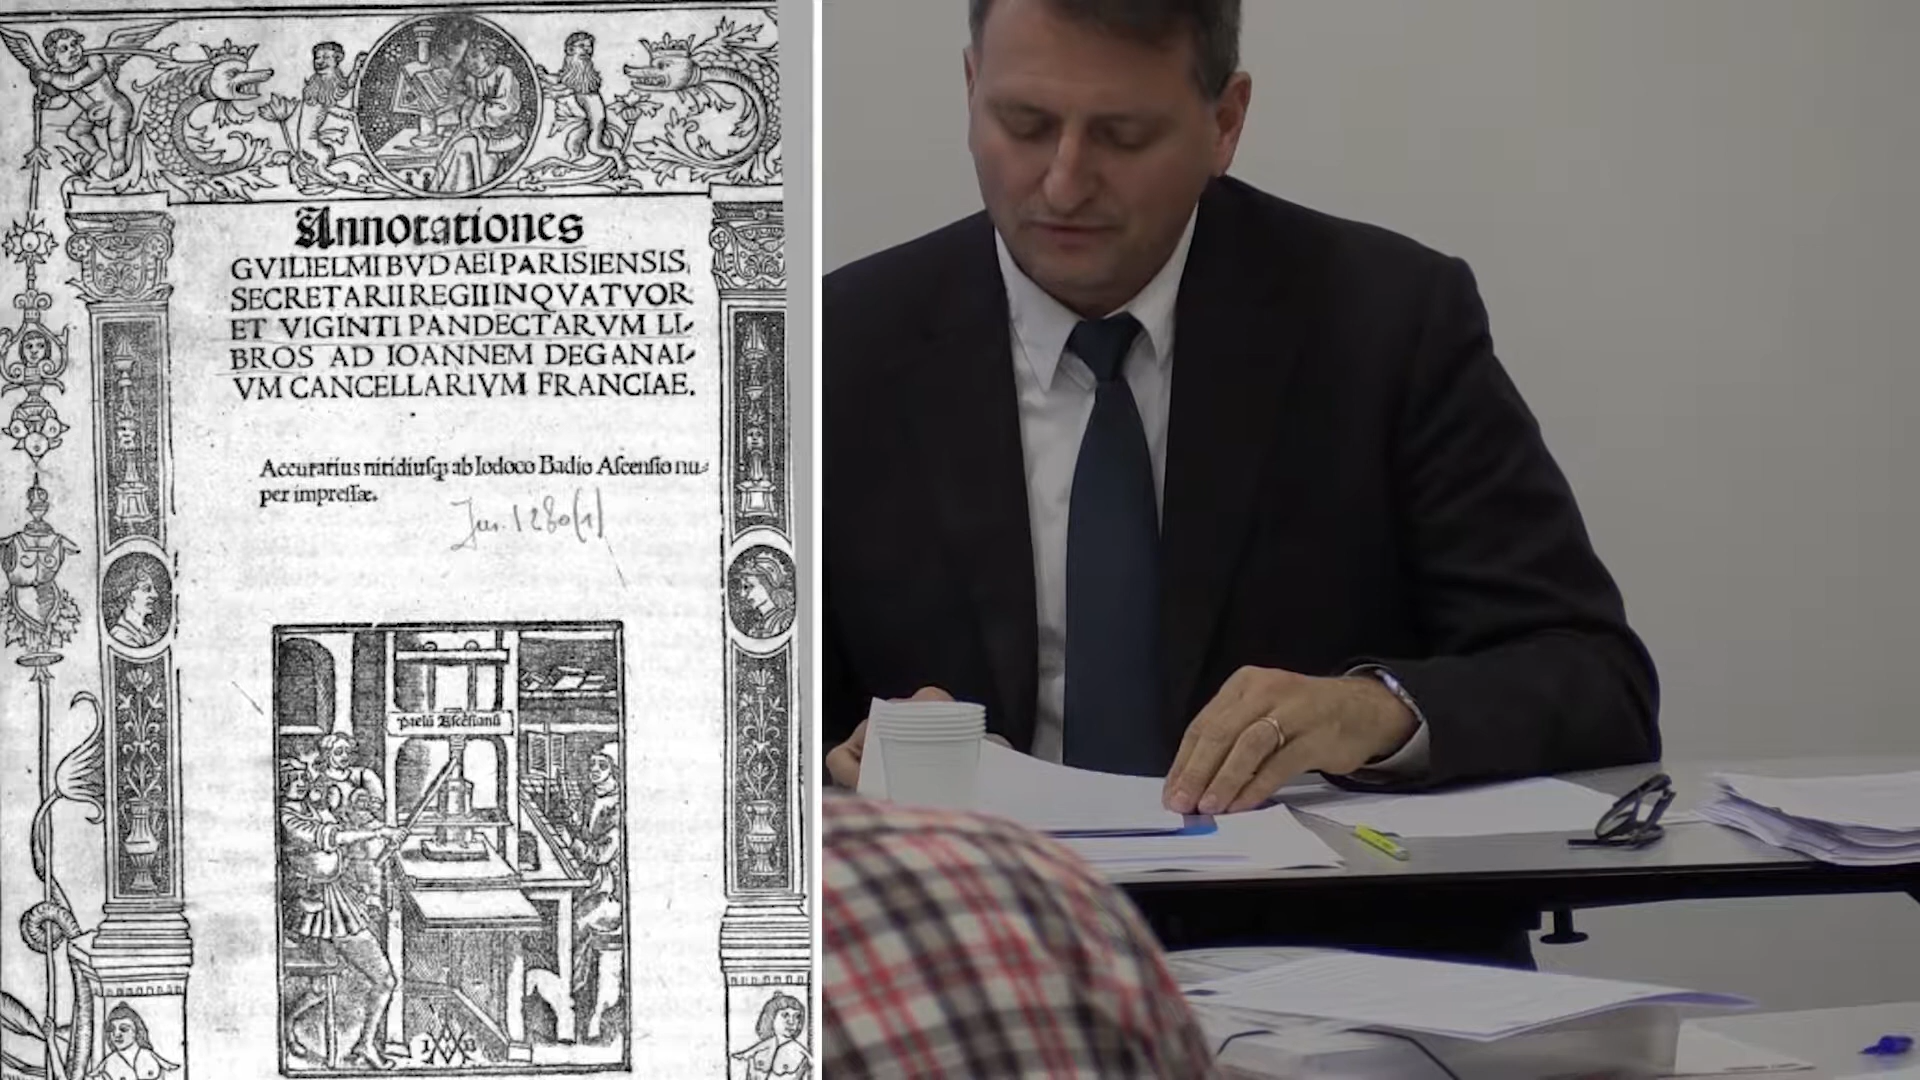 Annotationes
GVILIELMI BVDAEI PARISIENSIS,
SECRETARII REGII IN QVATVOR
ET VIGINTI PANDECTARVM LI-
BROS AD IOANNEM DEGANAI-
VM CANCELLARIVM FRANCIAE.
Accuratius nitidiusq; ab Iodoco Badio Ascensio nu-
per impressæ.
Jur. 1280(1)
Prelū Ascēsianū